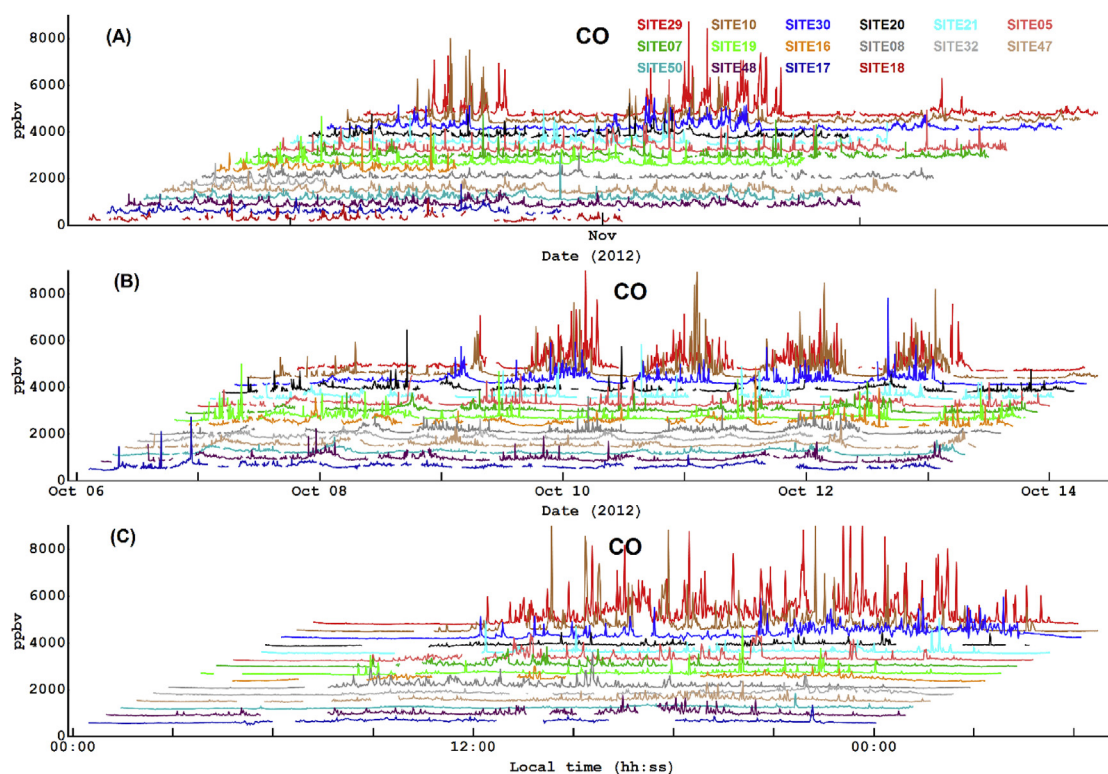 (A)
CO
SITE29 SITE10 SITE30 SITE20 SITE21 SITE05
SITE07 SITE19 SITE16 SITE08 SITE32 SITE47
SITE50 SITE48 SITE17 SITE18
8000
6000
4000
2000
0
ppbv
Nov
Date (2012)
(B)
CO
8000
6000
4000
2000
0
ppbv
Oct 06 Oct 08 Oct 10 Oct 12 Oct 14
Date (2012)
(C)
CO
8000
6000
4000
2000
0
ppbv
00:00 12:00 00:00
Local time (hh:ss)